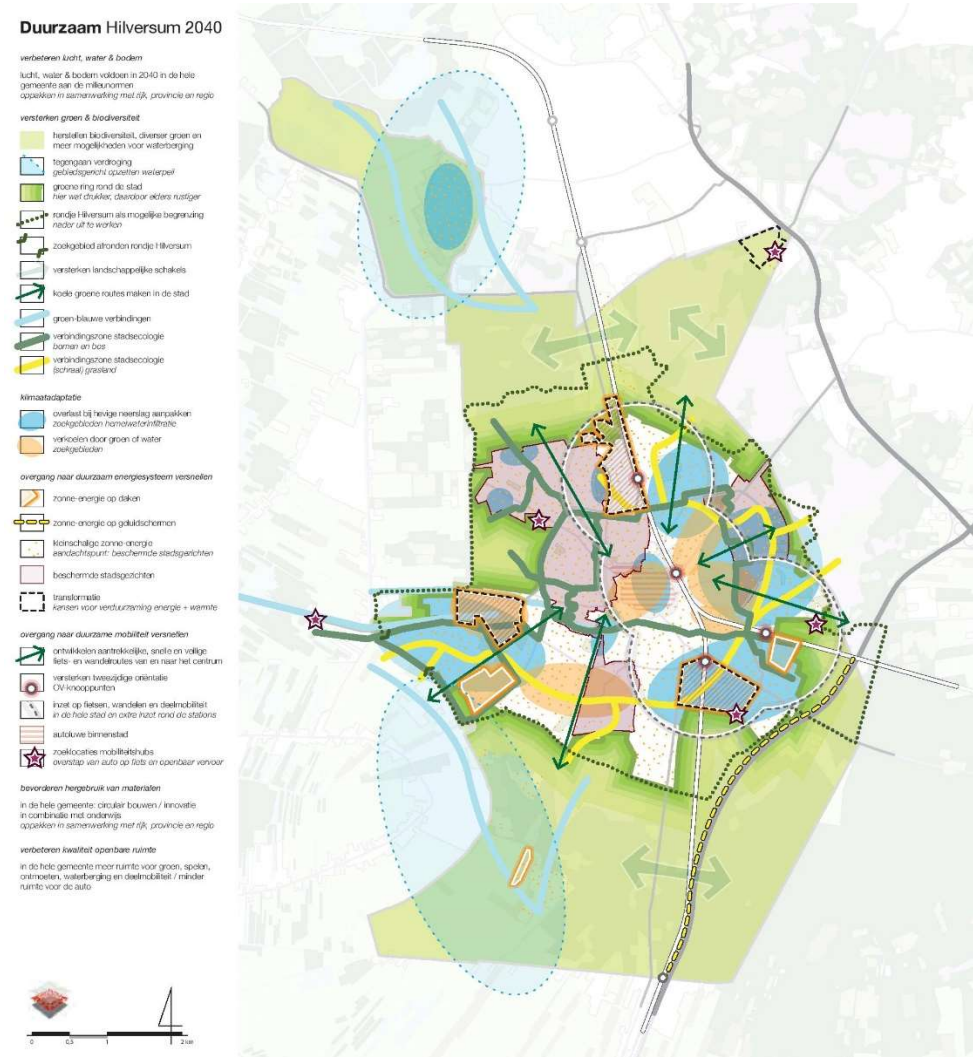 Duurzaam Hilversum 2040
verbeteren lucht, water & bodem
lucht, water & bodem voldoen in 2040 in de hele
gemeente aan de milieunormen
oppakken in samenwerking met rijk, provincie en regio
versterken groen & biodiversiteit
herstellen biodiversiteit, diverser groen en
meer mogelijkheden voor waterberging
tegengaan verdroging
gebiedsgericht opzetten waterpeil
groene ring rond de stad
hier wat drukker, daardoor elders rustiger
rondje Hilversum als mogelijke begrenzing
nader uit te werken
zoekgebied afronden rondje Hilversum
versterken landschappelijke schakels
koele groene routes maken in de stad
groen-blauwe verbindingen
verbindingszone stadsecologie
bomen en bos
verbindingszone stadsecologie
(schraal) grasland
klimaatadaptatie
overlast bij hevige neerslag aanpakken
zoekgebieden hemelwaterinfiltratie
verkoelen door groen of water
zoekgebieden
overgang naar duurzaam energiesysteem versnellen
zonne-energie op daken
zonne-energie op geluidschermen
kleinschalige zonne-energie
aandachtspunt: beschermde stadsgezichten
beschermde stadsgezichten
transformatie
kansen voor verduurzaming energie + warmte
overgang naar duurzame mobiliteit versnellen
ontwikkelen aantrekkelijke, snelle en veilige
fiets- en wandelroutes van en naar het centrum
versterken tweezijdige oriëntatie
OV-knooppunten
inzet op fietsen, wandelen en deelmobiliteit
in de hele stad en extra inzet rond de stations
autoluwe binnenstad
zoeklocaties mobiliteitshubs
overstap van auto op fiets en openbaar vervoer
bevorderen hergebruik van materialen
in de hele gemeente: circulair bouwen / innovatie
in combinatie met onderwijs
oppakken in samenwerking met rijk, provincie en regio
verbeteren kwaliteit openbare ruimte
in de hele gemeente meer ruimte voor groen, spelen,
ontmoeten, waterberging en deelmobiliteit / minder
ruimte voor de auto
0 0,5 1 2 km